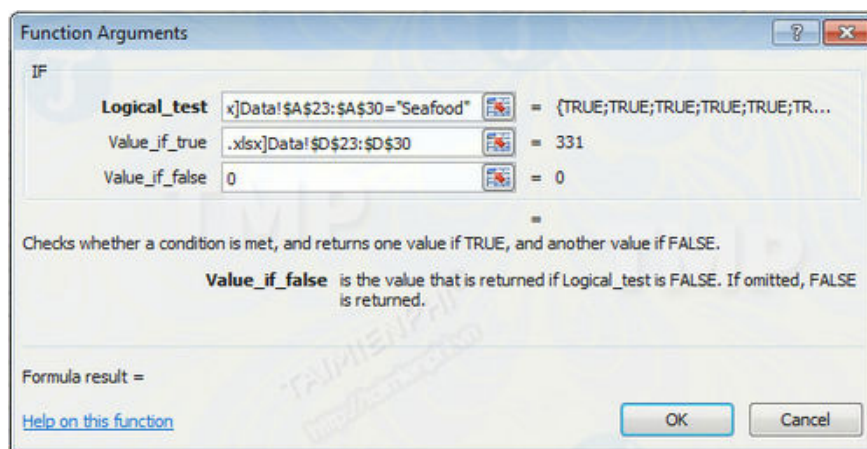 Function Arguments
IF
Logical_test x]Data!$A$23:$A$30="Seafood" = {TRUE;TRUE;TRUE;TRUE;TRUE;TR...
Value_if_true .xlsx]Data!$D$23:$D$30 = 331
Value_if_false 0 = 0
=
Checks whether a condition is met, and returns one value if TRUE, and another value if FALSE.
Value_if_false is the value that is returned if Logical_test is FALSE. If omitted, FALSE
is returned.
TMP
TAIMIENPHI.VN
Formula result =
Help on this function
OK Cancel